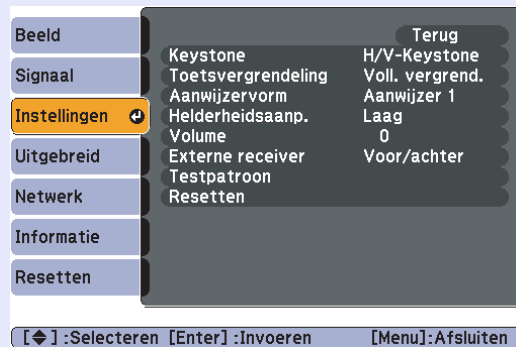 Beeld
Signaal
Instellingen
Uitgebreid
Netwerk
Informatie
Resetten
Terug
Keystone H/V-Keystone
Toetsvergrendeling Voll. vergrend.
Aanwijzervorm Aanwijzer 1
Helderheidsaanp. Laag
Volume 0
Externe receiver Voor/achter
Testpatroon
Resetten
[◆] :Selecteren [Enter] :Invoeren [Menu]:Afsluiten